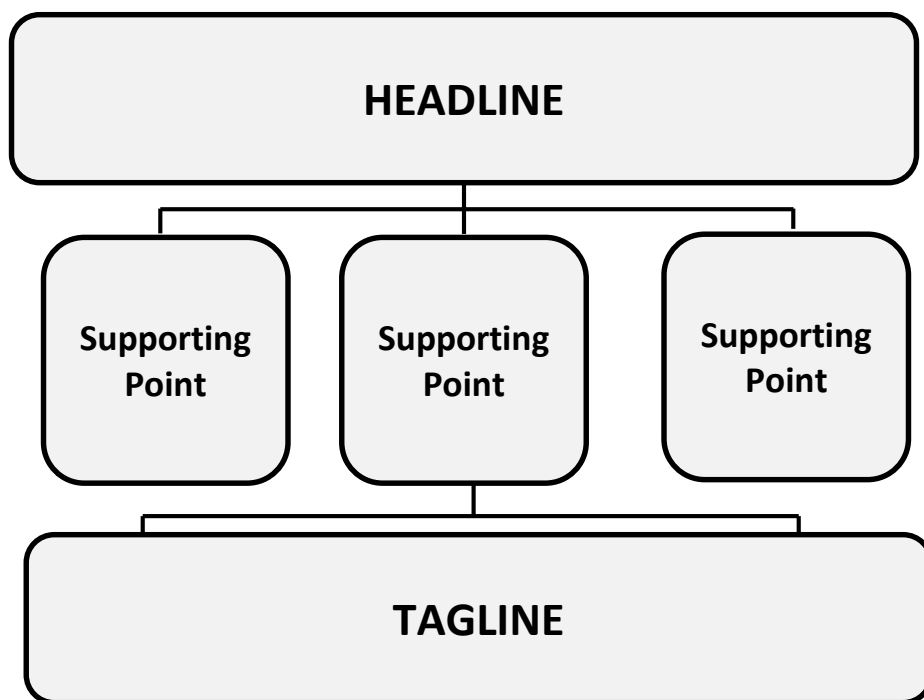 HEADLINE
Supporting
Point
Supporting
Point
Supporting
Point
TAGLINE